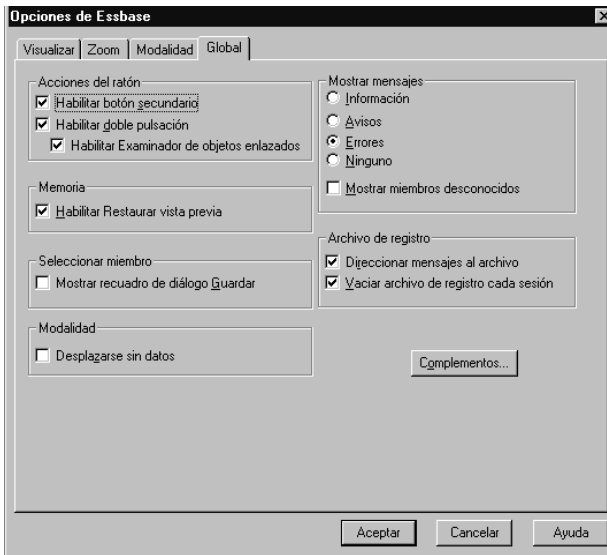 Opciones de Essbase
Visualizar Zoom Modalidad Global
Acciones del ratón
Habilitar botón secundario
Habilitar doble pulsación
Habilitar Examinador de objetos enlazados
Memoria
Habilitar Restaurar vista previa
Seleccionar miembro
Mostrar recuadro de diálogo Guardar
Modalidad
Desplazarse sin datos
Mostrar mensajes
Información
Avisos
Errores
Ninguno
Mostrar miembros desconocidos
Archivo de registro
Direccionar mensajes al archivo
Vaciar archivo de registro cada sesión
Complementos...
Aceptar Cancelar Ayuda